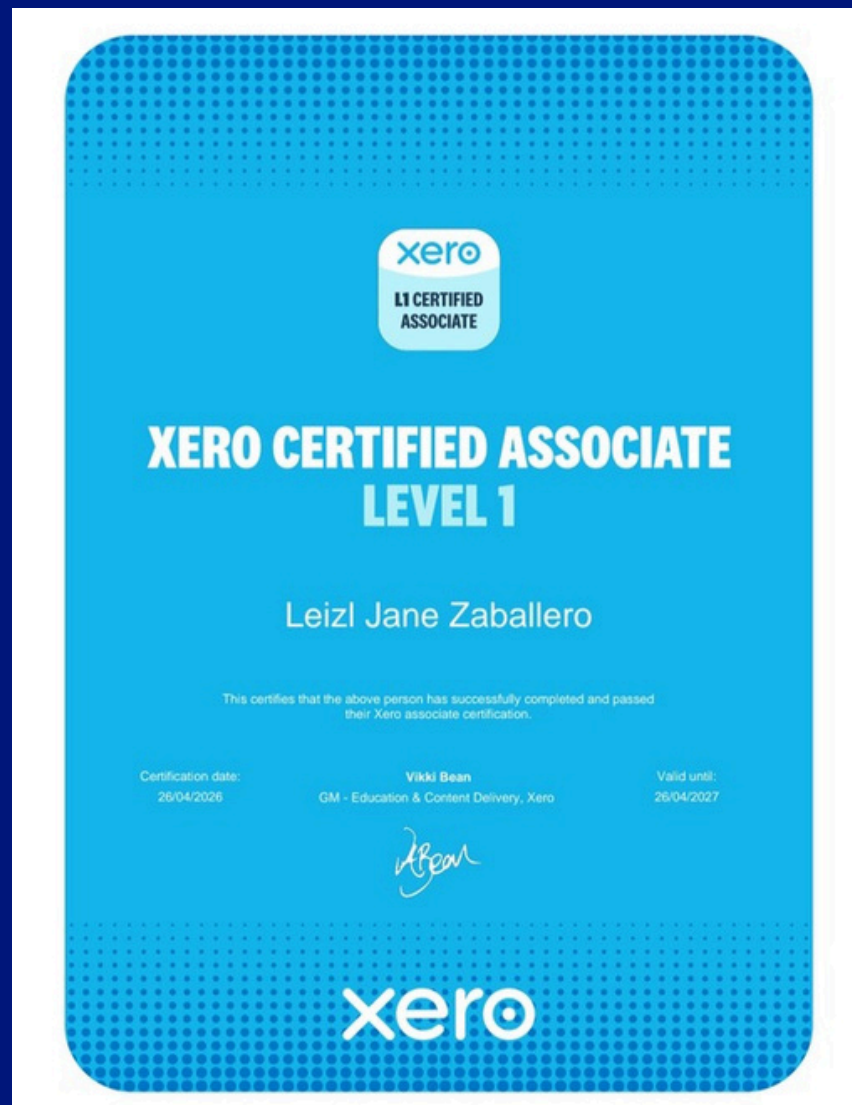 xero
L1 CERTIFIED
ASSOCIATE
XERO CERTIFIED ASSOCIATE
LEVEL 1
Leizl Jane Zaballero
This certifies that the above person has successfully completed and passed
their Xero associate certification.
Certification date:
26/04/2026
Vikki Bean
GM - Education & Content Delivery, Xero
Valid until:
26/04/2027
xero